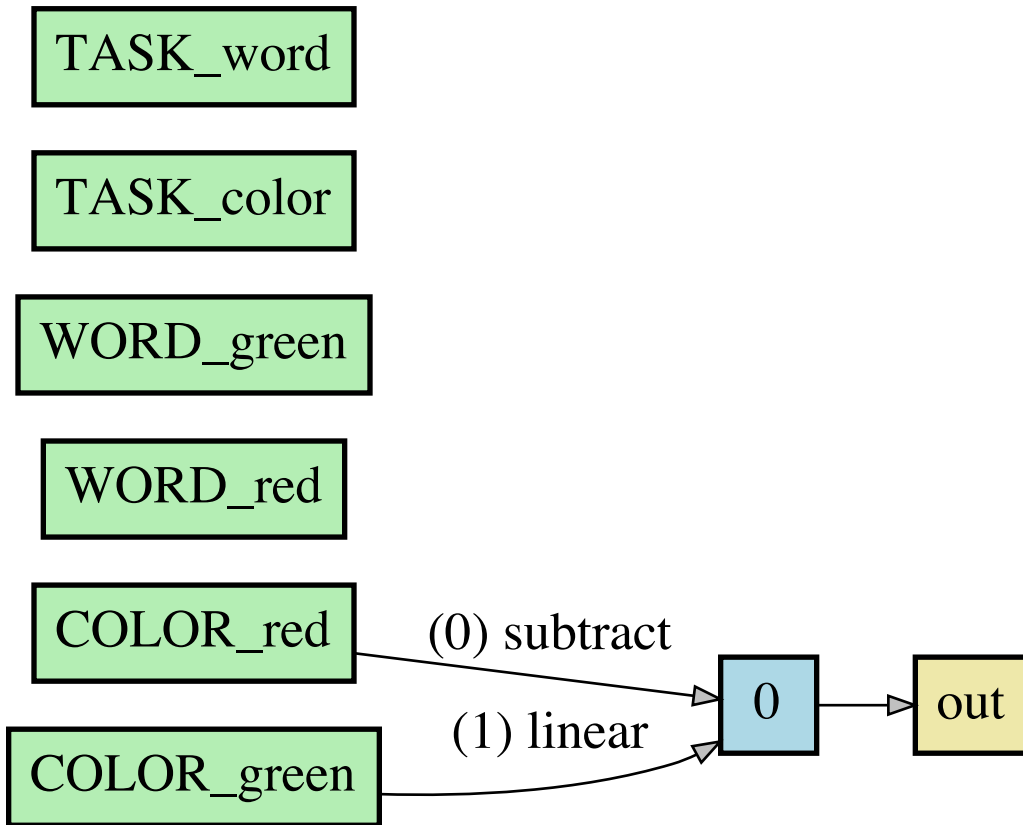 TASK_word
TASK_color
WORD_green
WORD_red
COLOR_red
(0) subtract
0
out
(1) linear
COLOR_green